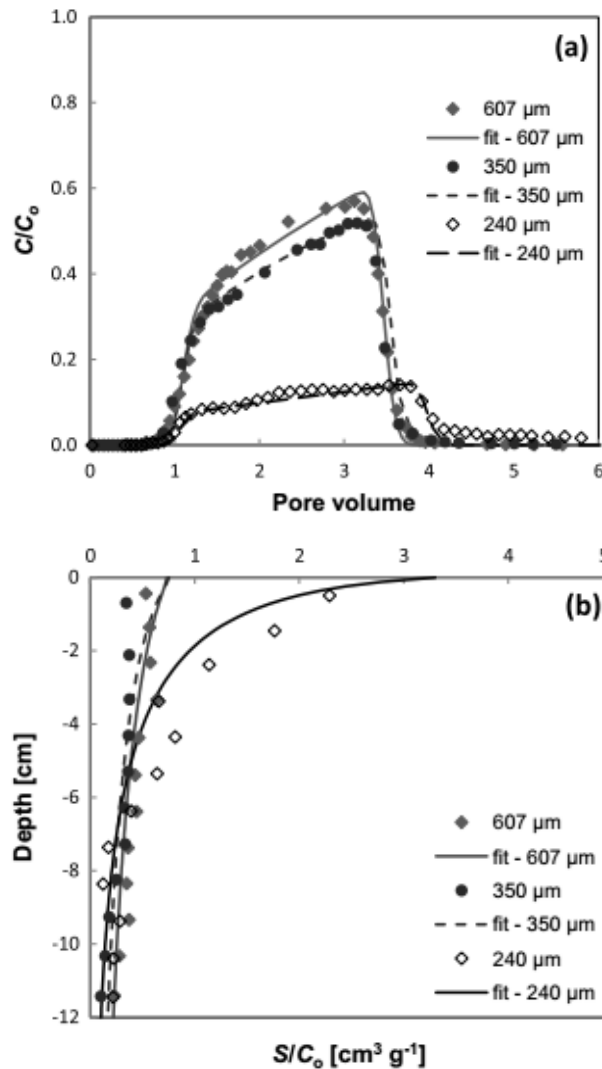 (a)
1.0
0.8
0.6
0.4
0.2
0.0
C/Co
607 µm
fit - 607 µm
350 µm
fit - 350 µm
240 µm
fit - 240 µm
0 1 2 3 4 5 6
Pore volume
0 1 2 3 4 5
(b)
0
-2
-4
-6
-8
-10
-12
Depth [cm]
607 µm
fit - 607 µm
350 µm
fit - 350 µm
240 µm
fit - 240 µm
S/Co [cm³ g⁻¹]